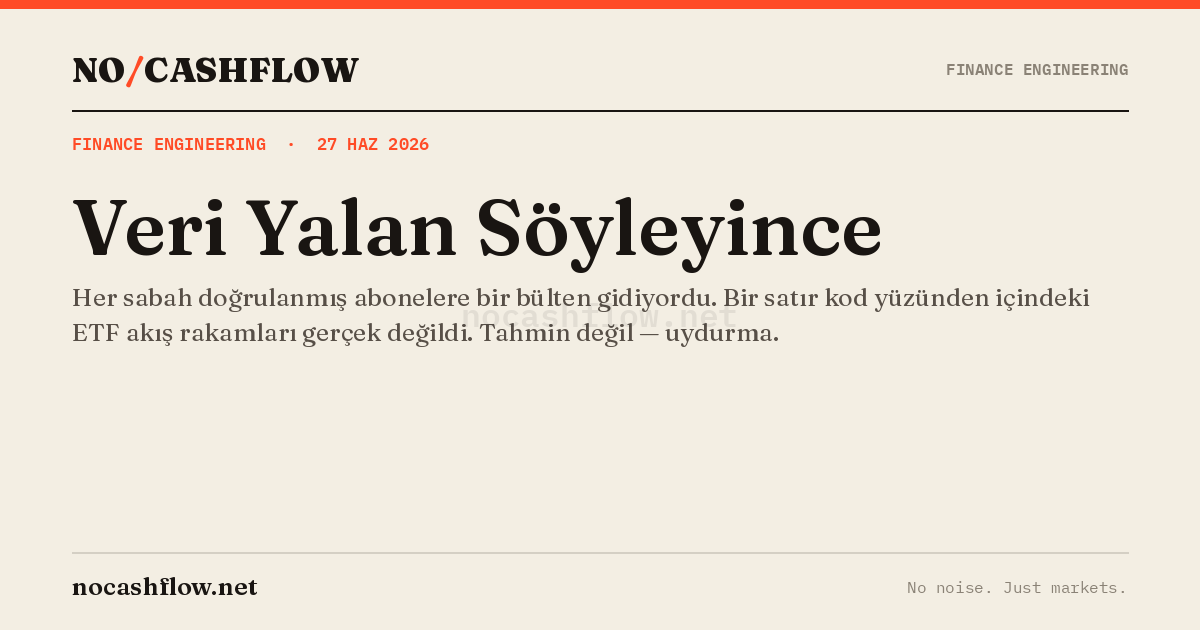 NO/CASHFLOW
FINANCE ENGINEERING
FINANCE ENGINEERING · 27 HAZ 2026
Veri Yalan Söyleyince
Her sabah doğrulanmış abonelere bir bülten gidiyordu. Bir satır kod yüzünden içindeki
nocashflow.net
ETF akış rakamları gerçek değildi. Tahmin değil — uydurma.
nocashflow.net
No noise. Just markets.